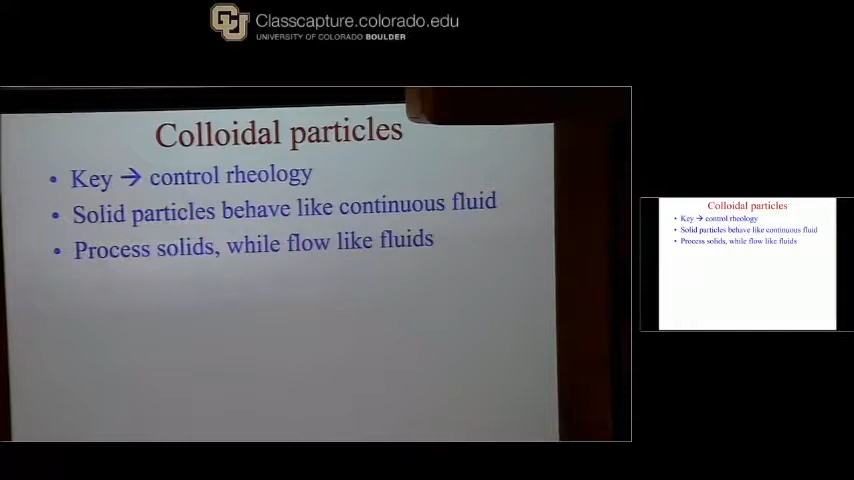 Classcapture.colorado.edu
UNIVERSITY OF COLORADO BOULDER
Colloidal particles
• Key → control rheology
• Solid particles behave like continuous fluid
• Process solids, while flow like fluids
Colloidal particles
• Key → control rheology
• Solid particles behave like continuous fluid
• Process solids, while flow like fluids